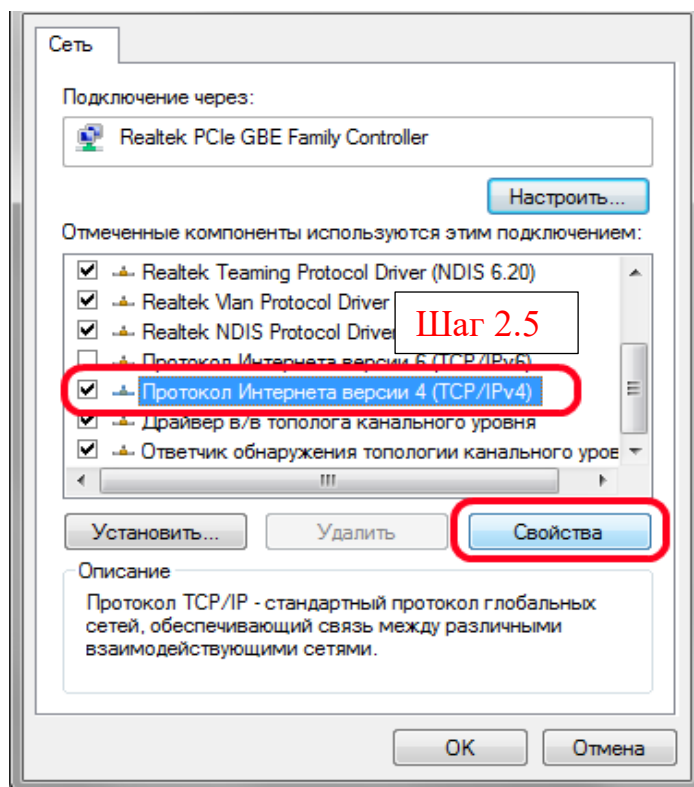 Сеть
Подключение через:
Realtek PCIe GBE Family Controller
Настроить...
Отмеченные компоненты используются этим подключением:
Realtek Teaming Protocol Driver (NDIS 6.20)
Realtek Vlan Protocol Driver
Realtek NDIS Protocol Driver
Шаг 2.5
Протокол Интернета версии 6 (TCP/IPv6)
Протокол Интернета версии 4 (TCP/IPv4)
Драйвер в/в тополога канального уровня
Ответчик обнаружения топологии канального уров
Установить...
Удалить
Свойства
Описание
Протокол TCP/IP - стандартный протокол глобальных
сетей, обеспечивающий связь между различными
взаимодействующими сетями.
OK
Отмена